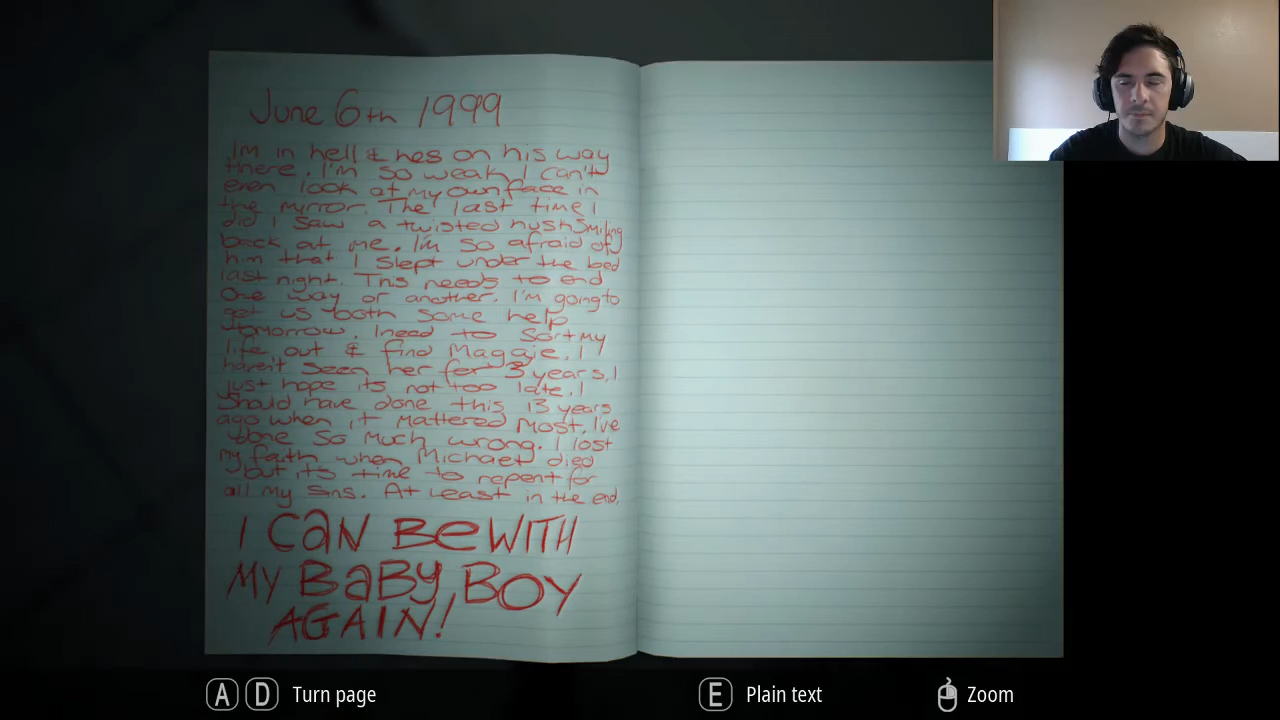 June 6th 1999
I'm in hell & hes on his way
there. I'm so weak I can't
even look at my own face in
the mirror. The last time I
did I saw a twisted husk smiling
back at me. I'm so afraid of
him that I slept under the bed
last night. This needs to end
One way or another. I'm going to
get us both some help
tomorrow. I need to sort my
life out & find Maggie. I
haven't seen her for 3 years. I
just hope its not too late. I
Should have done this 13 years
ago when it mattered most. I've
done so much wrong. I lost
my faith when Michael died
but it's time to repent for
all my sins. At least in the end,
I CAN BE WITH
MY BABY BOY
AGAIN!
A D Turn page
E Plain text
Zoom